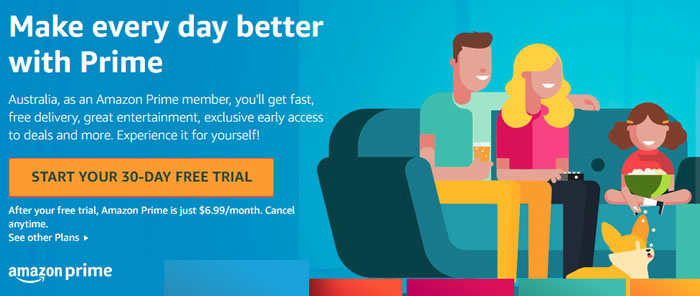 Make every day better
with Prime
Australia, as an Amazon Prime member, you'll get fast,
free delivery, great entertainment, exclusive early access
to deals and more. Experience it for yourself!
START YOUR 30-DAY FREE TRIAL
After your free trial, Amazon Prime is just $6.99/month. Cancel
anytime.
See other Plans ▸
amazon prime